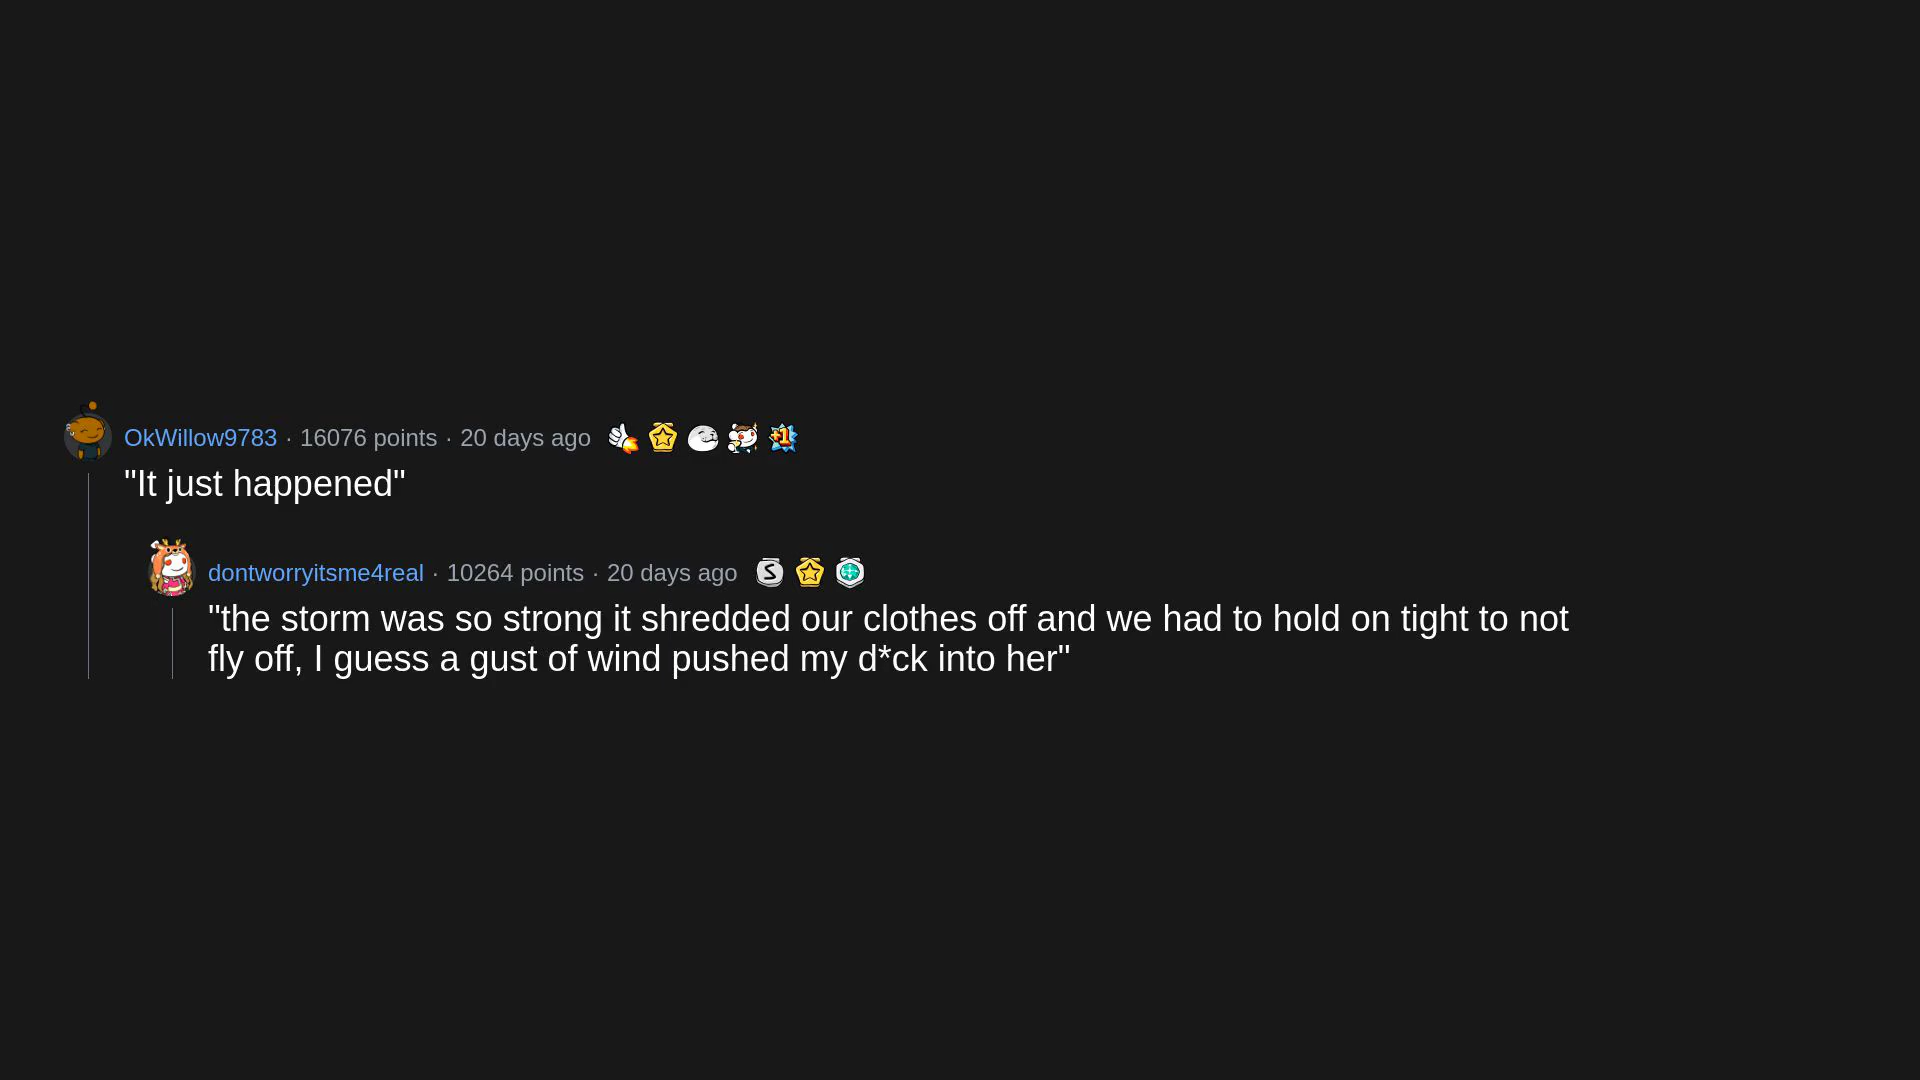 OkWillow9783 · 16076 points · 20 days ago
"It just happened"
dontworryitsme4real · 10264 points · 20 days ago
"the storm was so strong it shredded our clothes off and we had to hold on tight to not
fly off, I guess a gust of wind pushed my d*ck into her"